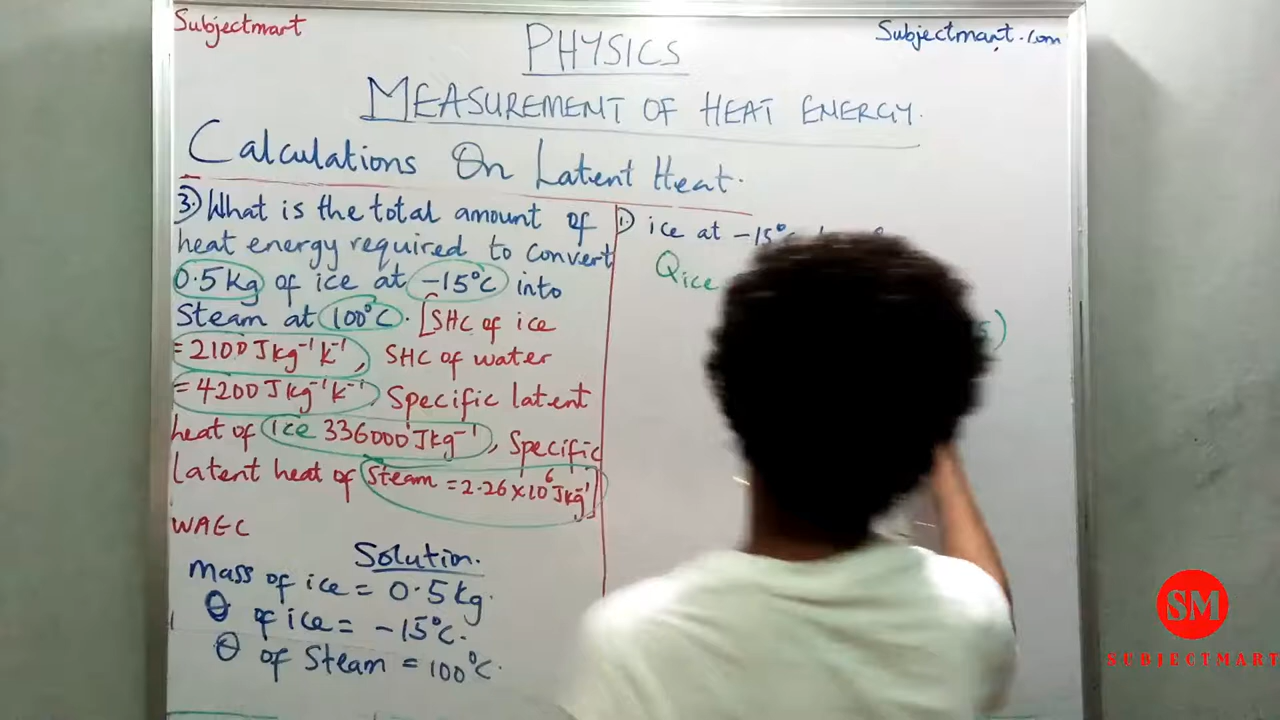 Subjectmart
Subjectmart.com
PHYSICS
MEASUREMENT OF HEAT ENERGY.
Calculations On Latent Heat.
3) What is the total amount of
heat energy required to convert
0.5kg of ice at -15°C into
Steam at 100°C. [SHC of ice
= 2100 Jkg⁻¹k⁻¹, SHC of water
= 4200 Jkg⁻¹k⁻¹, Specific latent
heat of ice 336000 Jkg⁻¹, Specific
latent heat of Steam = 2.26 x 10⁶ Jkg⁻¹]
WAEC
Solution.
mass of ice = 0.5kg.
θ of ice = -15°C.
θ of Steam = 100°C.
1) ice at -15°
Qice
)
SM
SUBJECTMART